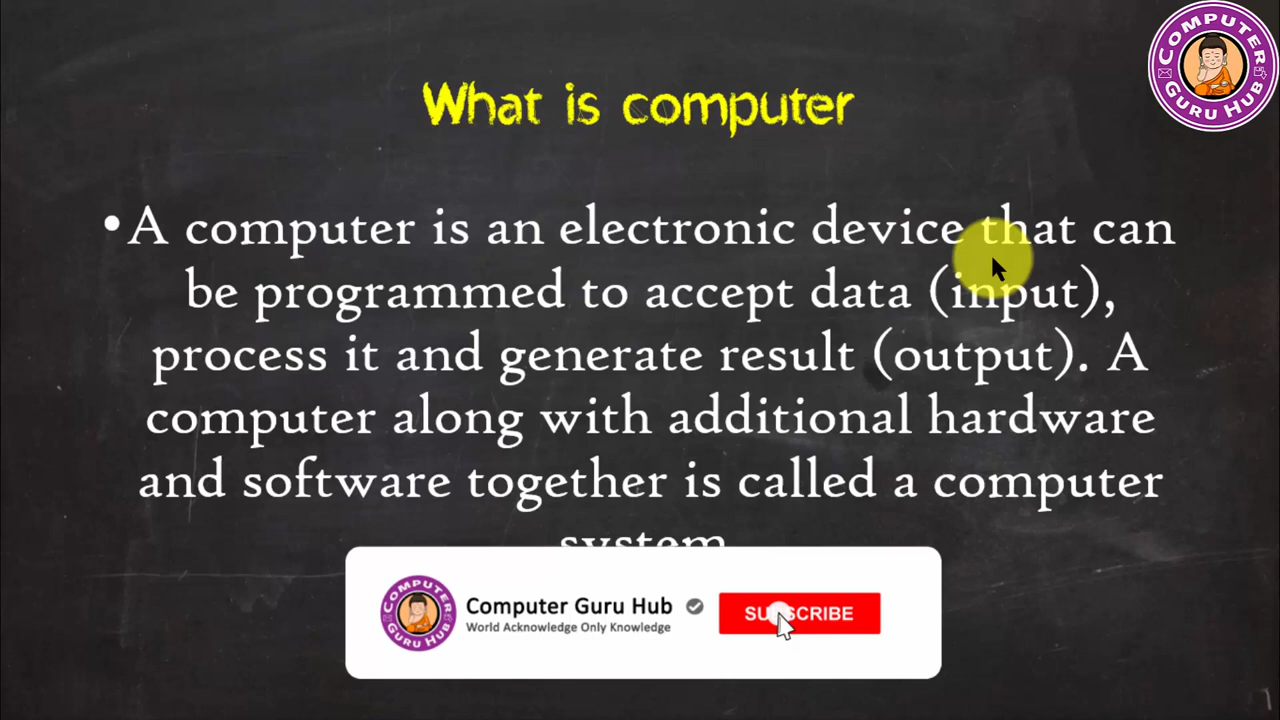 COMPUTER GURU HUB
What is computer
•A computer is an electronic device that can
be programmed to accept data (input),
process it and generate result (output). A
computer along with additional hardware
and software together is called a computer
system
COMPUTER GURU HUB
Computer Guru Hub
World Acknowledge Only Knowledge
SUBSCRIBE